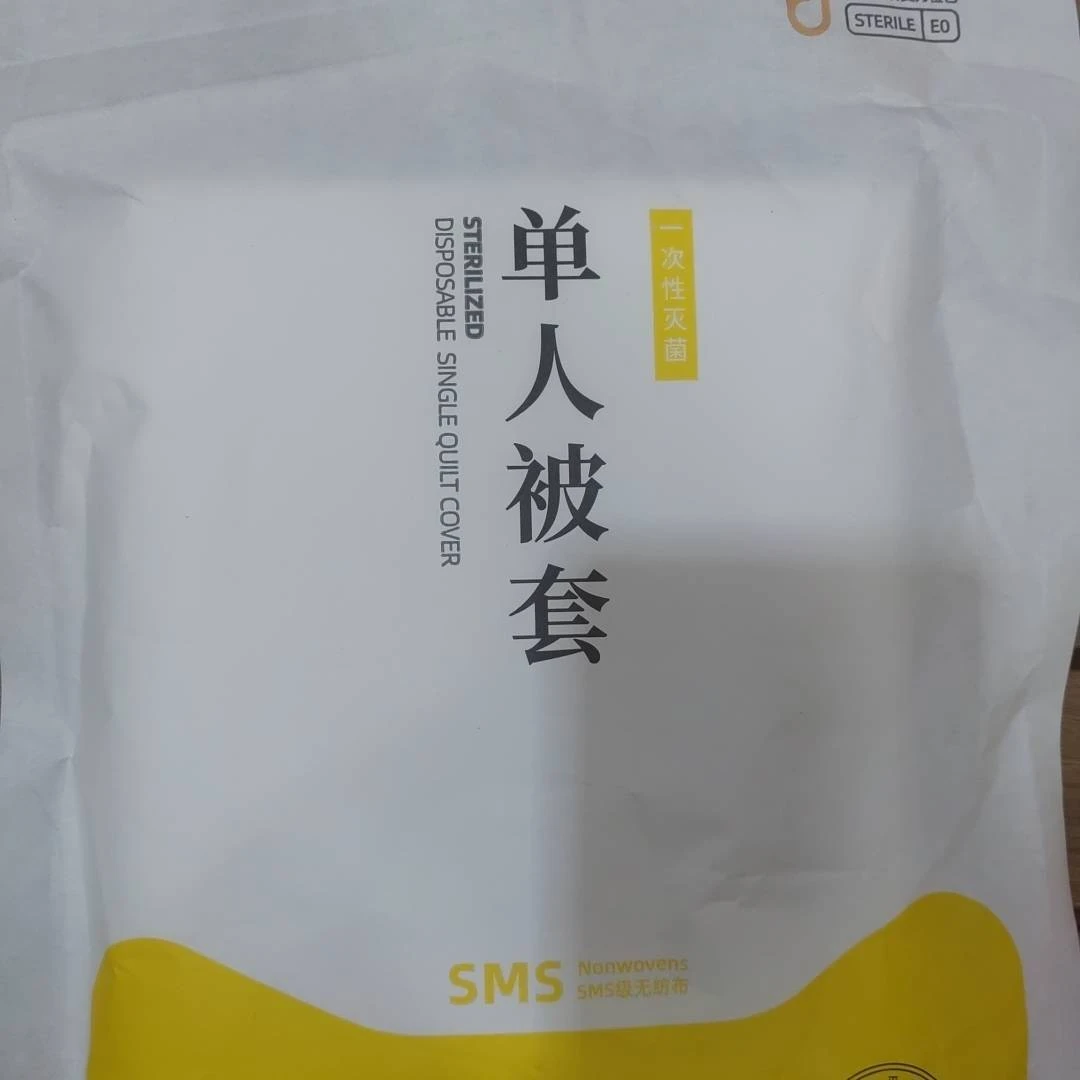 STERILE EO
一次性灭菌
单人被套
STERILIZED
DISPOSABLE SINGLE QUILT COVER
SMS
Nonwovens
SMS级无纺布